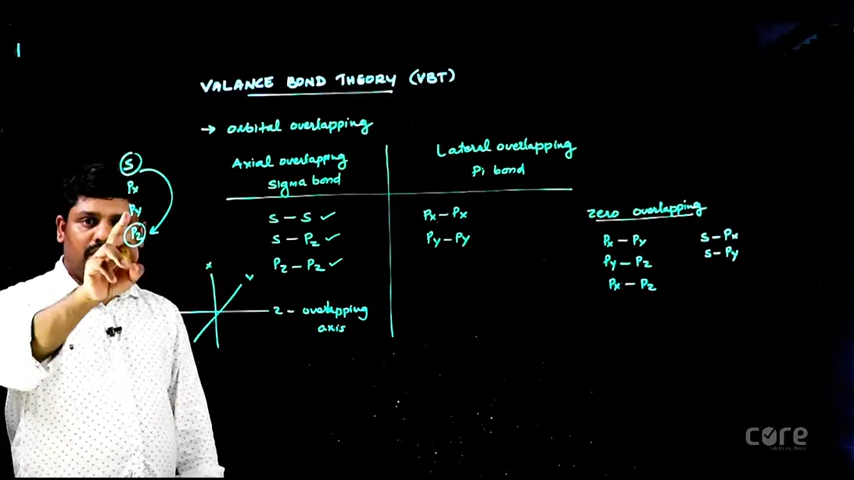 VALANCE BOND THEORY (VBT)
→ orbital overlapping
Axial overlapping
Sigma bond
S – S ✓
S – Pz ✓
Pz – Pz ✓
Lateral overlapping
Pi bond
Px – Px
Py – Py
zero overlapping
Px – Py
Py – Pz
Px – Pz
S – Px
S – Py
S
Px
Py
Pz
x
y
z – overlapping
axis
core